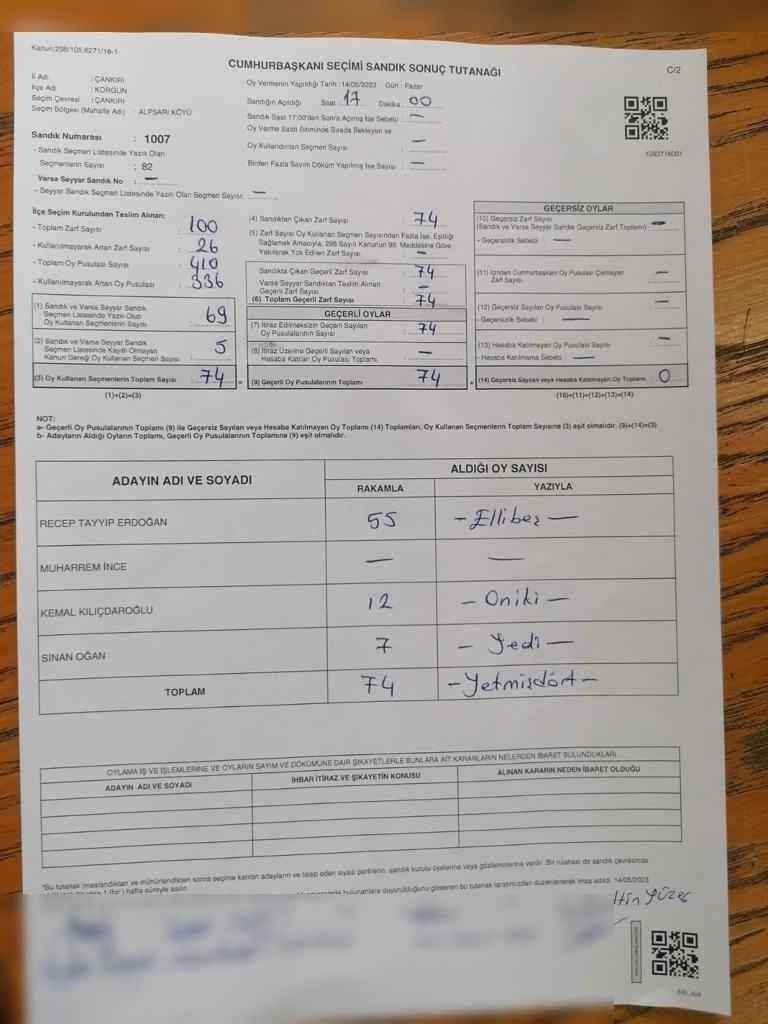 Kanun:298/105;6271/18-1
CUMHURBAŞKANI SEÇİMİ SANDIK SONUÇ TUTANAĞI
C/2
İl Adı : ÇANKIRI
İlçe Adı : KORGUN
Seçim Çevresi : ÇANKIRI
Seçim Bölgesi (Mahalle Adı) : ALPSARI KÖYÜ
Sandık Numarası : 1007
- Sandık Seçmen Listesinde Yazılı Olan
Seçmenlerin Sayısı : 82
Varsa Seyyar Sandık No : —
- Seyyar Sandık Seçmen Listesinde Yazılı Olan Seçmen Sayısı : —
Oy Vermenin Yapıldığı Tarih :14/05/2023 Gün : Pazar
Sandığın Açıldığı Saat : 17 Dakika : 00
Sandık Saat 17.00'den Sonra Açılmış İse Sebebi : —
Oy Verme Saati Bitiminde Sırada Bekleyen ve
Oy Kullandırılan Seçmen Sayısı : —
Birden Fazla Sayım Döküm Yapılmış İse Sayısı : —
İlçe Seçim Kurulundan Teslim Alınan:
- Toplam Zarf Sayısı : 100
- Kullanılmayarak Artan Zarf Sayısı : 26
- Toplam Oy Pusulası Sayısı : 410
- Kullanılmayarak Artan Oy Pusulası : 336
(1) Sandık ve Varsa Seyyar Sandık
Seçmen Listesinde Yazılı Olup
Oy Kullanan Seçmenlerin Sayısı : 69
(2) Sandık ve Varsa Seyyar Sandık
Seçmen Listesinde Kayıtlı Olmayan
Kanun Gereği Oy Kullanan Seçmen Sayısı : 5
(3) Oy Kullanan Seçmenlerin Toplam Sayısı : 74
(1)+(2)=(3)
(4) Sandıktan Çıkan Zarf Sayısı : 74
(5) Zarf Sayısı Oy Kullanan Seçmen Sayısından Fazla İse, Eşitliği
Sağlamak Amacıyla, 298 Sayılı Kanunun 98. Maddesine Göre
Yakılarak Yok Edilen Zarf Sayısı : —
Sandıkta Çıkan Geçerli Zarf Sayısı : 74
Varsa Seyyar Sandıktan Teslim Alınan
Geçerli Zarf Sayısı : —
(6) Toplam Geçerli Zarf Sayısı : 74
GEÇERLİ OYLAR
(7) İtiraz Edilmeksizin Geçerli Sayılan
Oy Pusulalarının Sayısı : 74
(8) İtiraz Üzerine Geçerli Sayılan veya
Hesaba Katılan Oy Pusulası Toplamı : —
(9) Geçerli Oy Pusulalarının Toplamı : 74
GEÇERSİZ OYLAR
(10) Geçersiz Zarf Sayısı
(Sandık ve Varsa Seyyar Sandık Geçersiz Zarf Toplamı) : —
- Geçersizlik Sebebi : —
(11) İçinden Cumhurbaşkanı Oy Pusulası Çıkmayan
Zarf Sayısı : —
(12) Geçersiz Sayılan Oy Pusulası Sayısı : —
- Geçersizlik Sebebi : —
(13) Hesaba Katılmayan Oy Pusulası Sayısı : —
- Hesaba Katılmama Sebebi : —
(14) Geçersiz Sayılan veya Hesaba Katılmayan Oy Toplamı : 0
(10)+(11)+(12)+(13)=(14)
NOT:
a- Geçerli Oy Pusulalarının Toplamı (9) ile Geçersiz Sayılan veya Hesaba Katılmayan Oy Toplamı (14) Toplamları, Oy Kullanan Seçmenlerin Toplam Sayısına (3) eşit olmalıdır. (9)+(14)=(3)
b- Adayların Aldığı Oyların Toplamı, Geçerli Oy Pusulalarının Toplamına (9) eşit olmalıdır.
ADAYIN ADI VE SOYADI ALDIĞI OY SAYISI
RAKAMLA YAZIYLA
RECEP TAYYİP ERDOĞAN 55 - Ellibeş —
MUHARREM İNCE — —
KEMAL KILIÇDAROĞLU 12 - Oniki —
SİNAN OĞAN 7 - Yedi —
TOPLAM 74 - Yetmişdört -
OYLAMA İŞ VE İŞLEMLERİNE VE OYLARIN SAYIM VE DÖKÜMÜNE DAİR ŞİKAYETLERLE BUNLARA AİT KARARLARIN NELERDEN İBARET BULUNDUKLARI
ADAYIN ADI VE SOYADI İHBAR İTİRAZ VE ŞİKAYETİN KONUSU ALINAN KARARIN NEDEN İBARET OLDUĞU
*Bu tutanak imzalandıktan ve mühürlendikten sonra seçime katılan adayların ve talep eden siyasi partilerin, sandık kurulu üyelerine veya gözlemcilerine verilir. Bir nüshası da sandık çevresinde
bulunanlara duyurulduğunu gösteren bu tutanak tarafımızdan düzenlenerek imza edildi. 14/05/2023